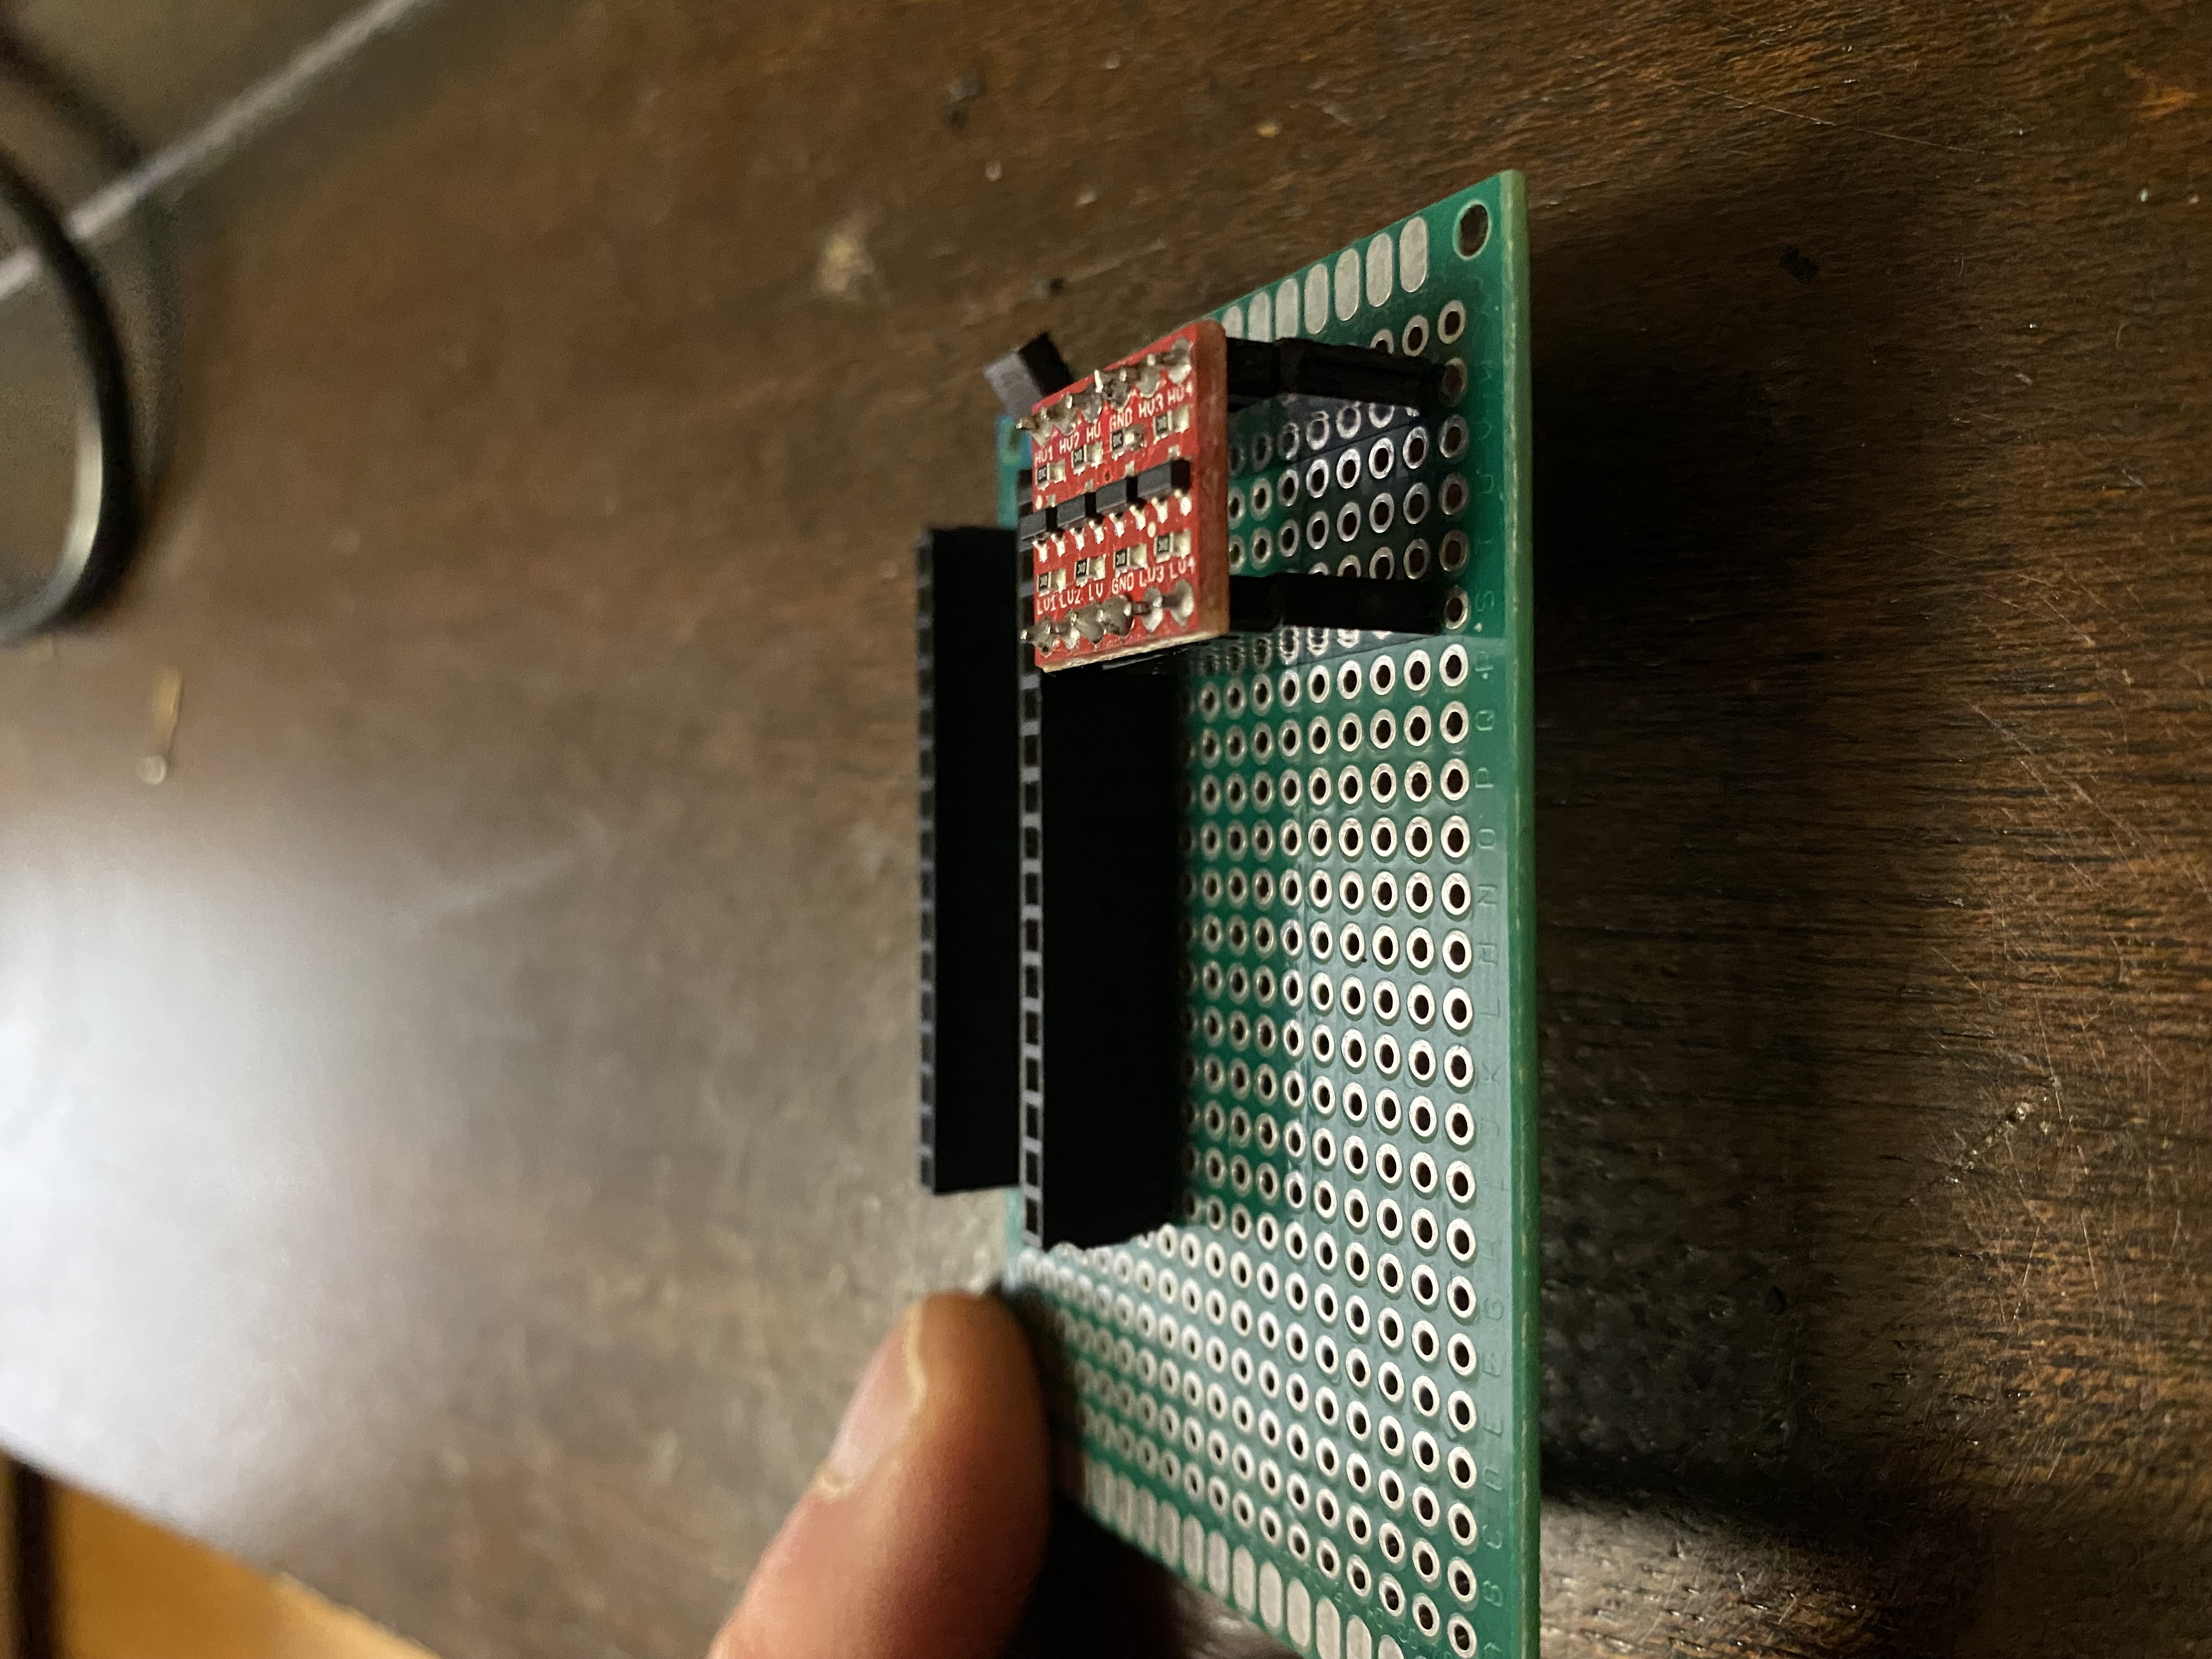 LV1 LV2 LV GND LV3 LV4
HV1 HV2 HV GND HV3 HV4
B C D E F G H I J K L M N O P Q R S T U V W X